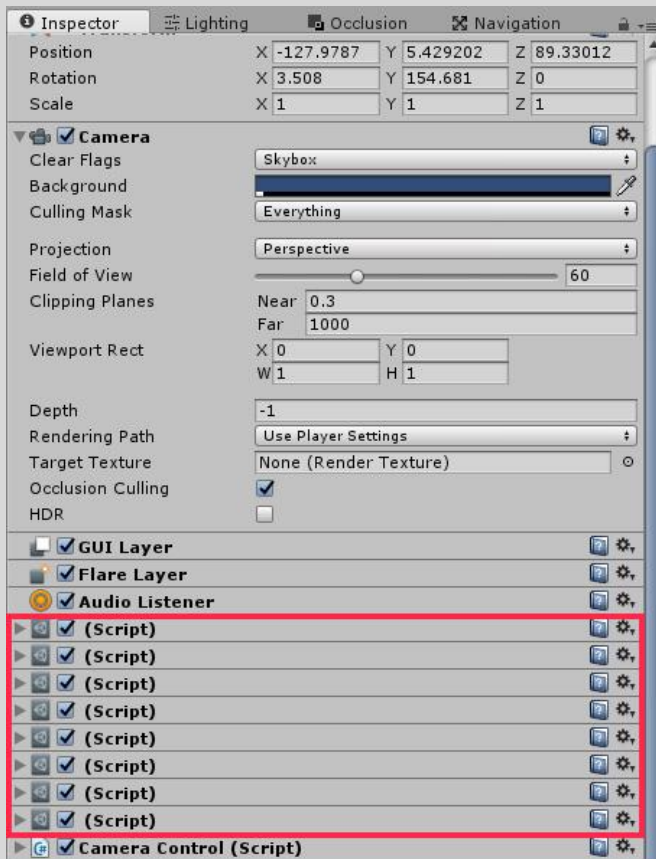 Inspector Lighting Occlusion Navigation
Position X -127.9787 Y 5.429202 Z 89.33012
Rotation X 3.508 Y 154.681 Z 0
Scale X 1 Y 1 Z 1
Camera
Clear Flags Skybox
Background
Culling Mask Everything
Projection Perspective
Field of View 60
Clipping Planes Near 0.3
Far 1000
Viewport Rect X 0 Y 0
W 1 H 1
Depth -1
Rendering Path Use Player Settings
Target Texture None (Render Texture)
Occlusion Culling
HDR
GUI Layer
Flare Layer
Audio Listener
(Script)
(Script)
(Script)
(Script)
(Script)
(Script)
(Script)
(Script)
Camera Control (Script)